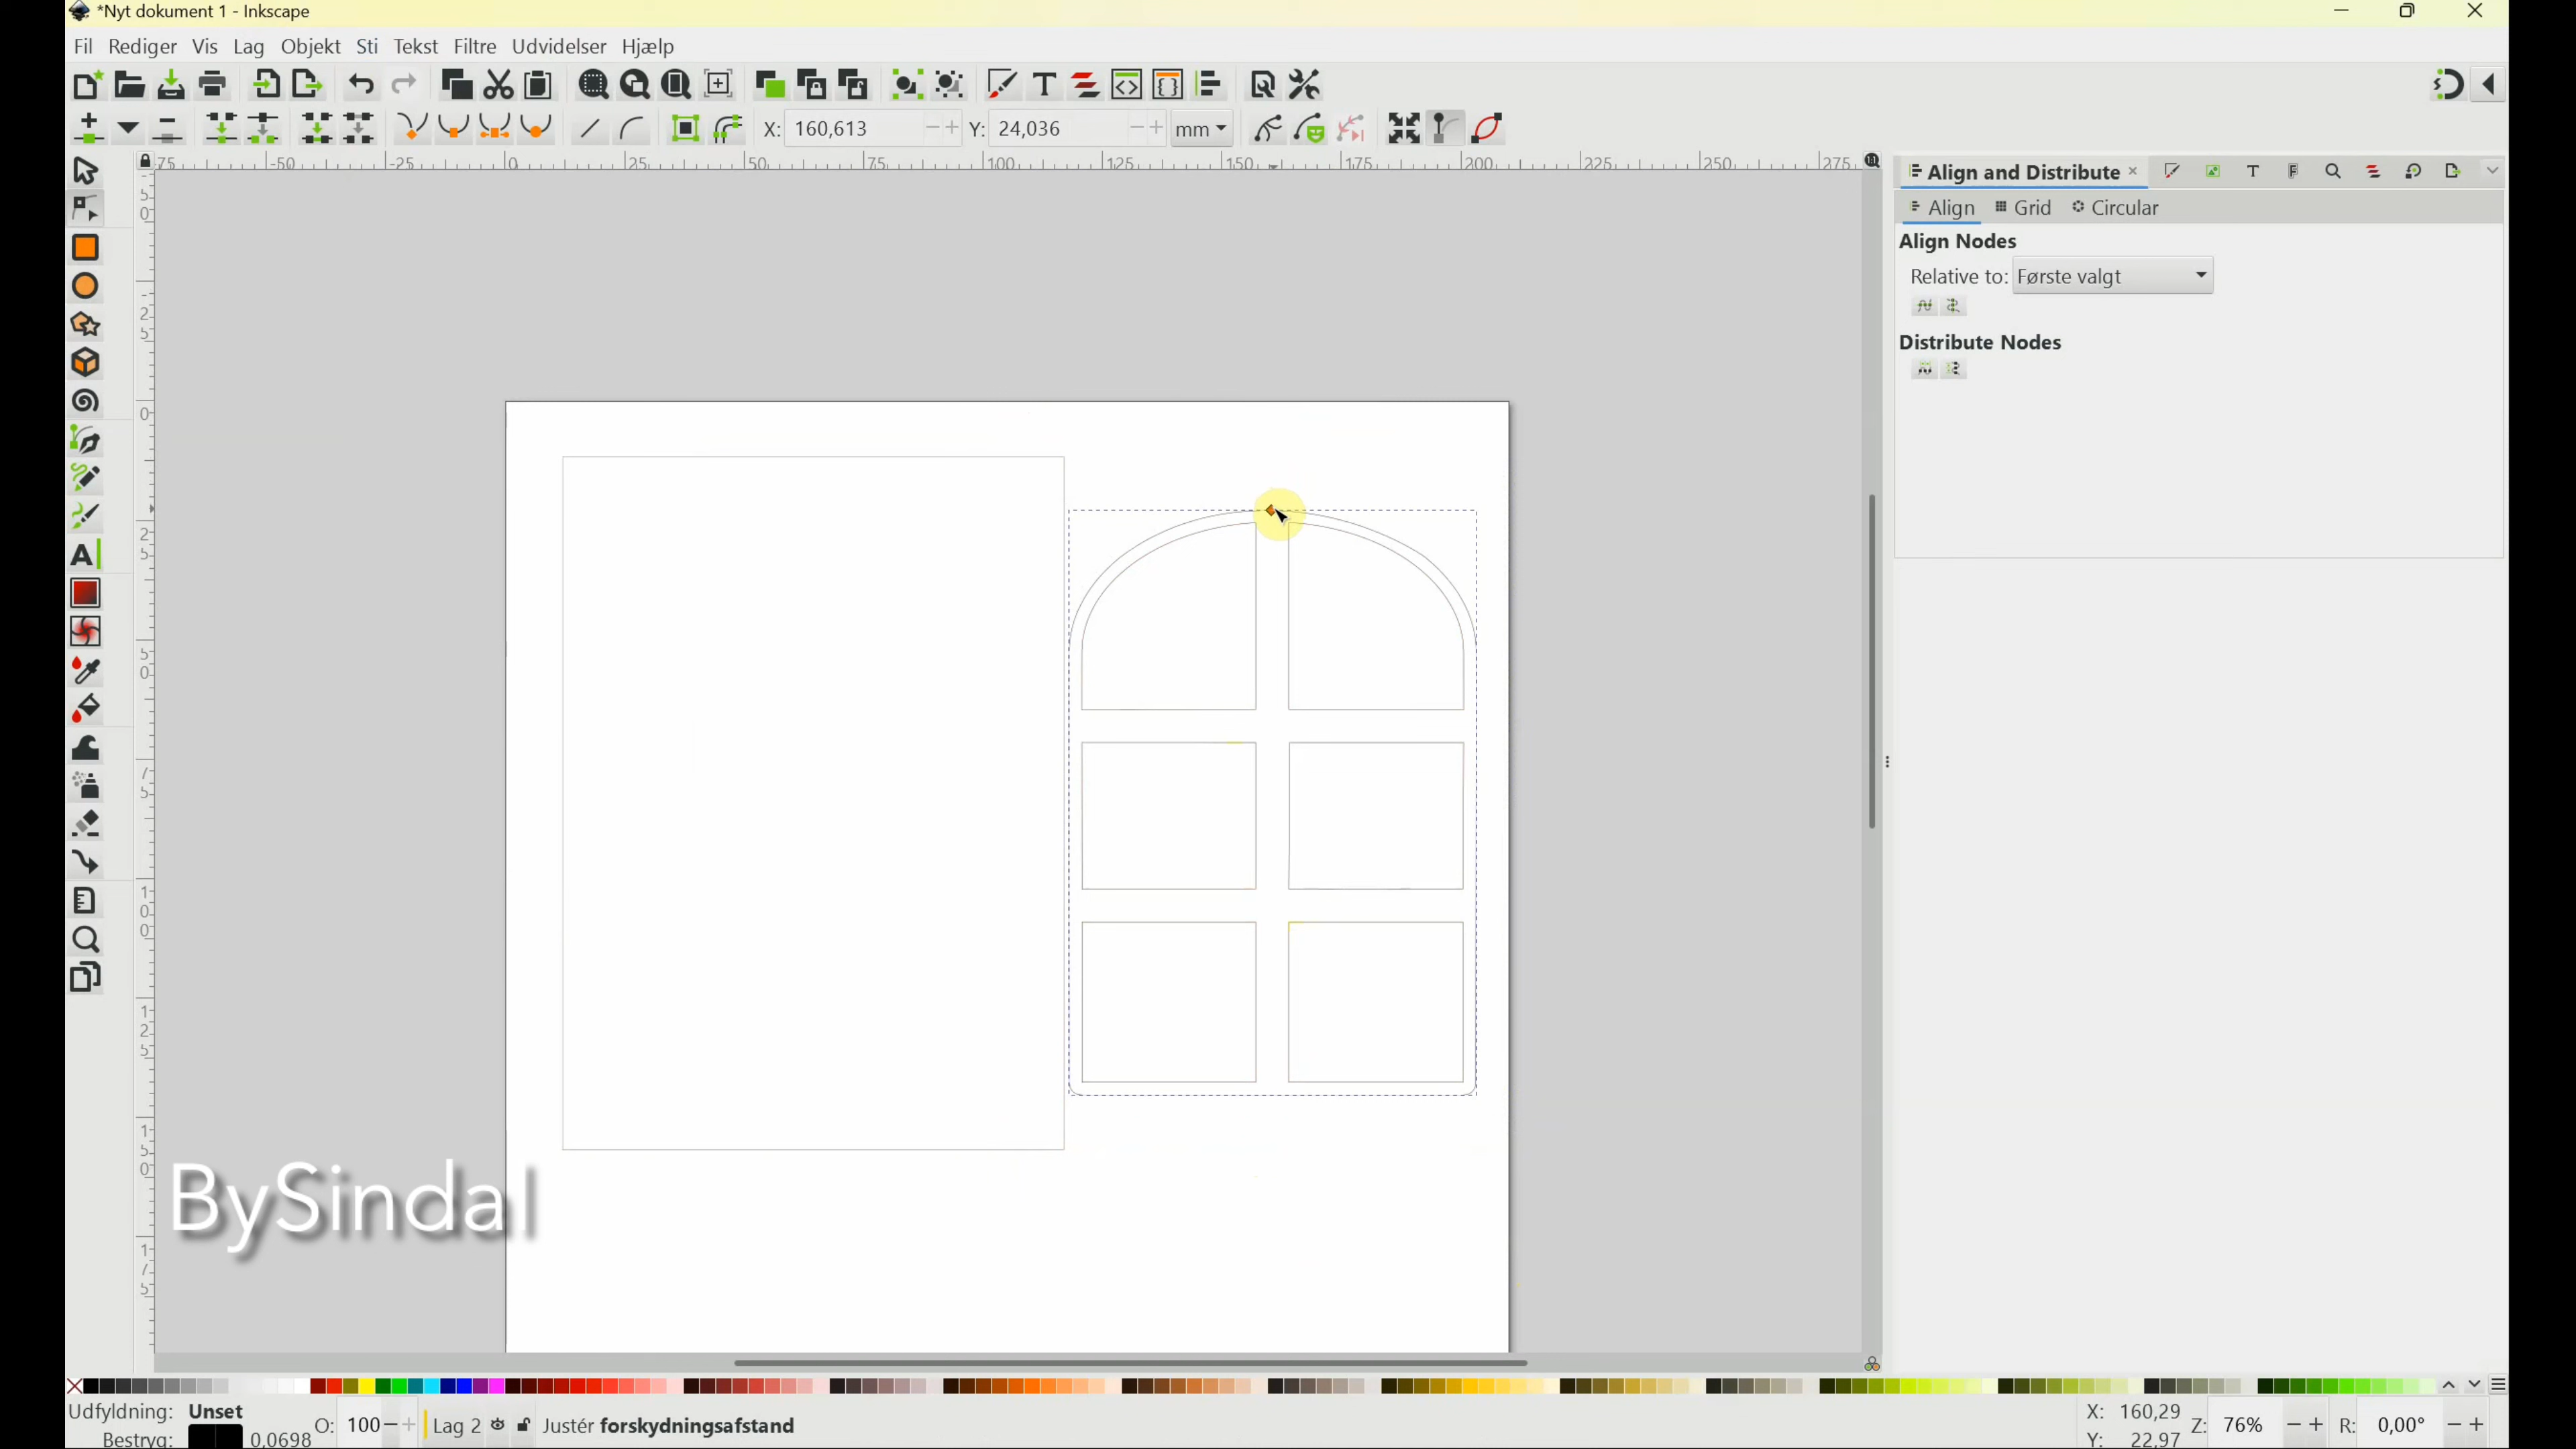 *Nyt dokument 1 - Inkscape
Fil Rediger Vis Lag Objekt Sti Tekst Filtre Udvidelser Hjælp
X: 160,613 Y: 24,036 mm
Align and Distribute
Align Grid Circular
Align Nodes
Relative to: Første valgt
Distribute Nodes
BySindal
Udfyldning: Unset
Bestryg: 0,0698
O: 100
Lag 2
Justér forskydningsafstand
X: 160,29
Y: 22,97
Z: 76%
R: 0,00°